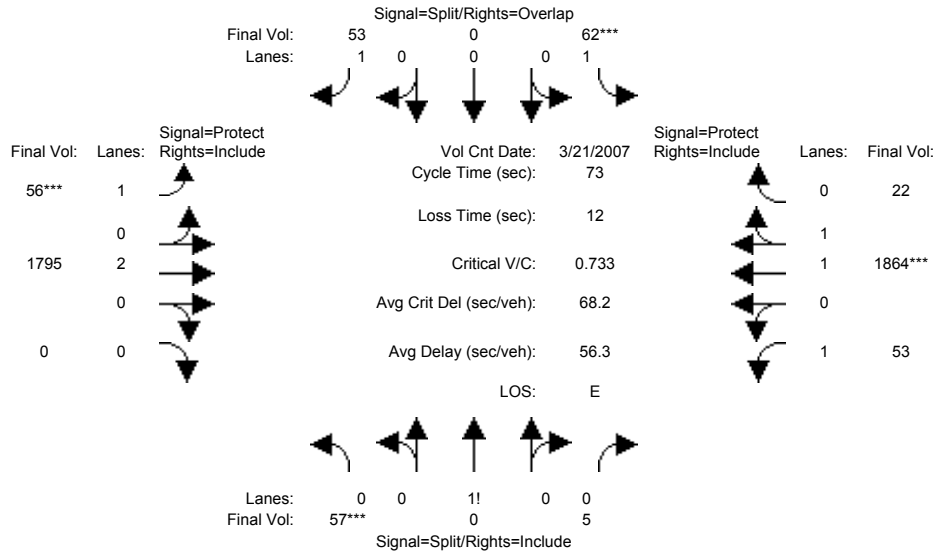 Signal=Split/Rights=Overlap
Final Vol: 53 0 62***
Lanes: 1 0 0 0 1
Signal=Protect
Final Vol: Lanes: Rights=Include
Vol Cnt Date: 3/21/2007
Signal=Protect
Rights=Include Lanes: Final Vol:
Cycle Time (sec): 73
56*** 1
0 22
Loss Time (sec): 12
0
1
1795 2
Critical V/C: 0.733
1 1864***
0
Avg Crit Del (sec/veh): 68.2
0
0 0
Avg Delay (sec/veh): 56.3
1 53
LOS: E
Lanes: 0 0 1! 0 0
Final Vol: 57*** 0 5
Signal=Split/Rights=Include